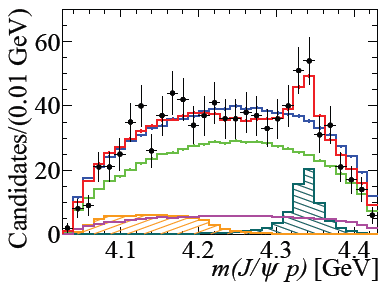 Candidates/(0.01 GeV)
60
40
20
0
4.1 4.2 4.3 4.4
m(J/ψ p) [GeV]